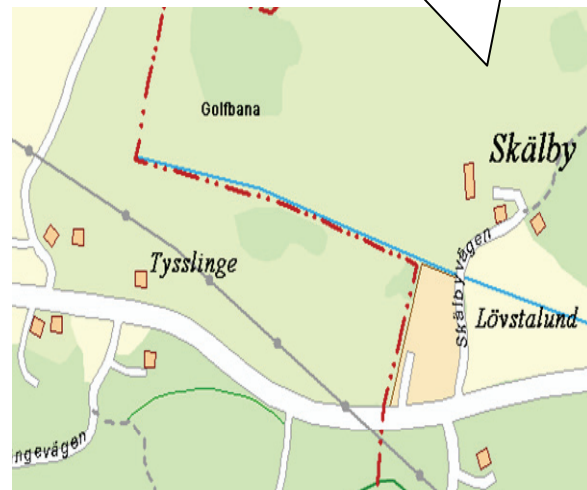 Golfbana
Skälby
Tysslinge
Skälbyvägen
Lövstalund
ngevägen